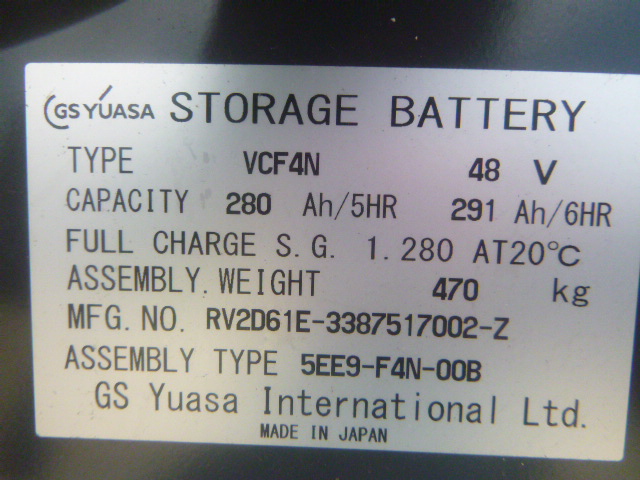 GS YUASA STORAGE BATTERY
TYPE VCF4N 48 V
CAPACITY 280 Ah/5HR 291 Ah/6HR
FULL CHARGE S.G. 1.280 AT20℃
ASSEMBLY.WEIGHT 470 kg
MFG.NO. RV2D61E-3387517002-Z
ASSEMBLY TYPE 5EE9-F4N-00B
GS Yuasa International Ltd.
MADE IN JAPAN